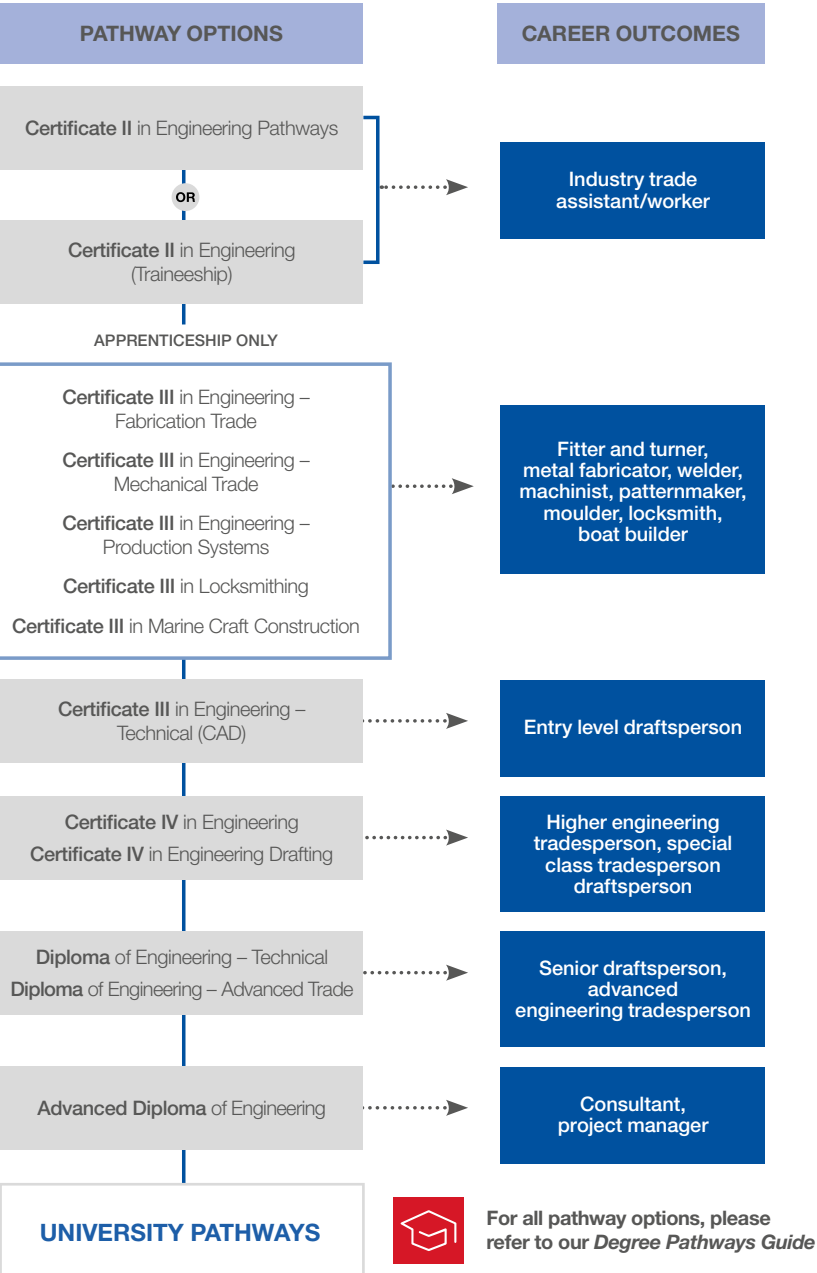 PATHWAY OPTIONS
CAREER OUTCOMES
Certificate II in Engineering Pathways
OR
Certificate II in Engineering
(Traineeship)
Industry trade
assistant/worker
APPRENTICESHIP ONLY
Certificate III in Engineering –
Fabrication Trade
Certificate III in Engineering –
Mechanical Trade
Certificate III in Engineering –
Production Systems
Certificate III in Locksmithing
Certificate III in Marine Craft Construction
Fitter and turner,
metal fabricator, welder,
machinist, patternmaker,
moulder, locksmith,
boat builder
Certificate III in Engineering –
Technical (CAD)
Entry level draftsperson
Certificate IV in Engineering
Certificate IV in Engineering Drafting
Higher engineering
tradesperson, special
class tradesperson
draftsperson
Diploma of Engineering – Technical
Diploma of Engineering – Advanced Trade
Senior draftsperson,
advanced
engineering tradesperson
Advanced Diploma of Engineering
Consultant,
project manager
UNIVERSITY PATHWAYS
For all pathway options, please
refer to our Degree Pathways Guide